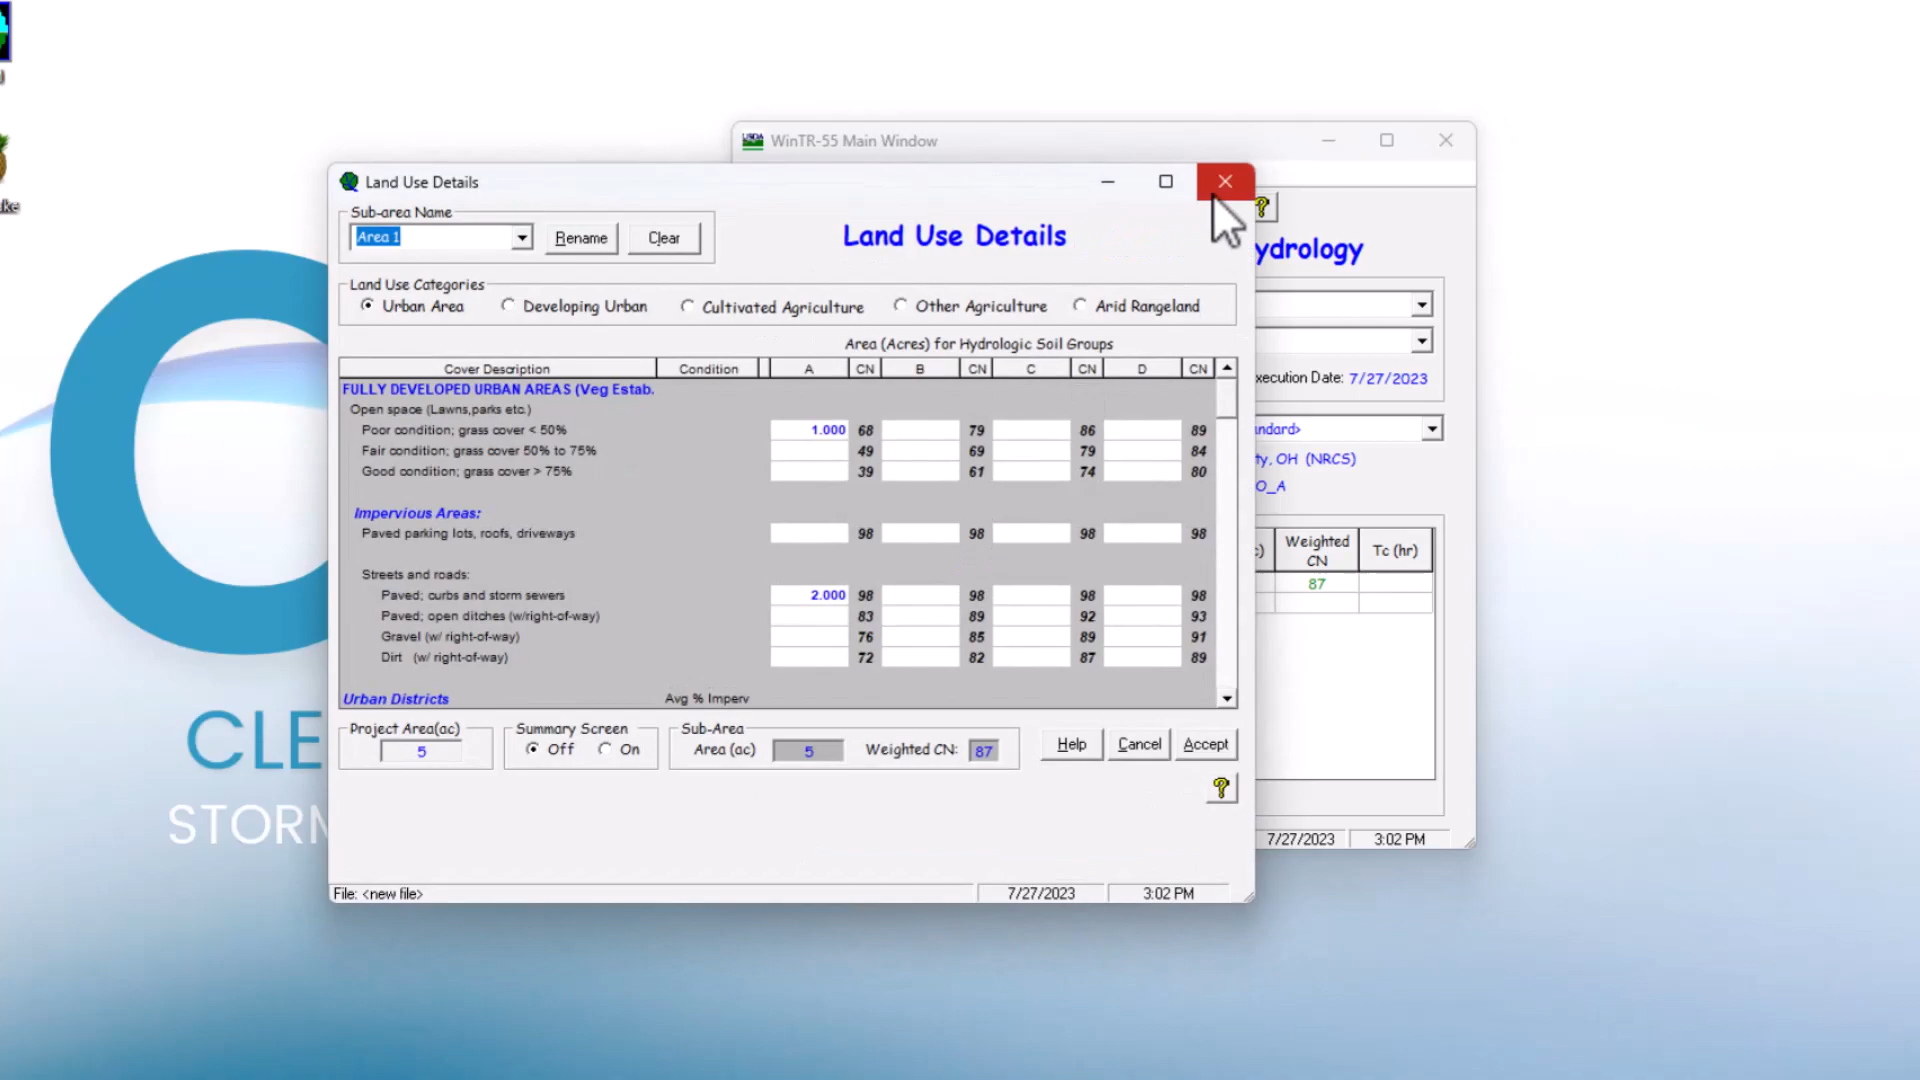 WinTR-55 Main Window
Land Use Details
Sub-area Name
Area 1
Rename
Clear
Land Use Details
ydrology
Land Use Categories
Urban Area Developing Urban Cultivated Agriculture Other Agriculture Arid Rangeland
Area (Acres) for Hydrologic Soil Groups
Cover Description Condition A CN B CN C CN D CN
FULLY DEVELOPED URBAN AREAS (Veg Estab.
Open space (Lawns,parks etc.)
Poor condition; grass cover < 50% 1.000 68 79 86 89
Fair condition; grass cover 50% to 75% 49 69 79 84
Good condition; grass cover > 75% 39 61 74 80
Impervious Areas:
Paved parking lots, roofs, driveways 98 98 98 98
Streets and roads:
Paved; curbs and storm sewers 2.000 98 98 98 98
Paved; open ditches (w/right-of-way) 83 89 92 93
Gravel (w/ right-of-way) 76 85 89 91
Dirt (w/ right-of-way) 72 82 87 89
Urban Districts Avg % Imperv
Project Area(ac)
5
Summary Screen
Off On
Sub-Area
Area (ac) 5 Weighted CN: 87
Help Cancel Accept
?
File: <new file> 7/27/2023 3:02 PM
?
xecution Date: 7/27/2023
ndard>
ty, OH (NRCS)
O_A
c) Weighted CN Tc (hr)
87
7/27/2023 3:02 PM
CLE
STORM
ke